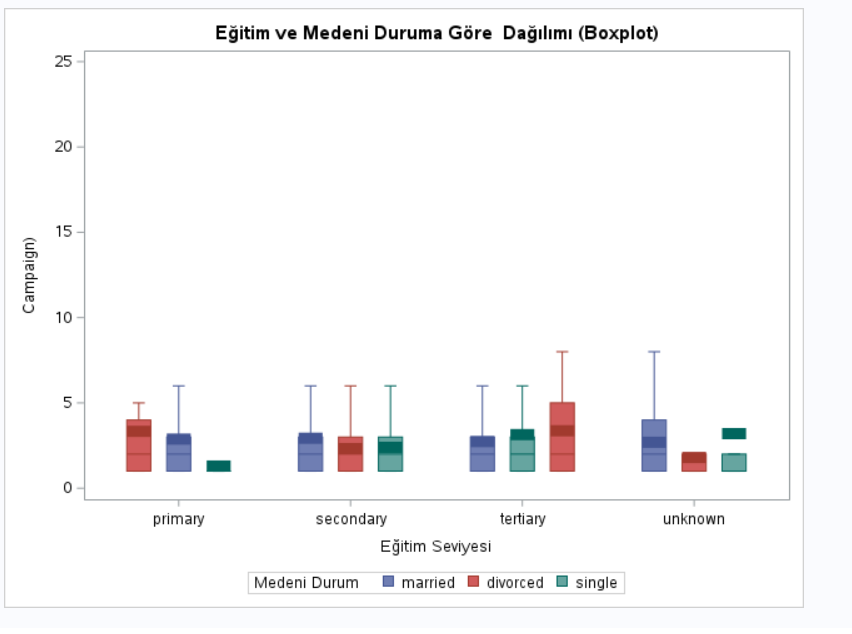 Eğitim ve Medeni Duruma Göre Dağılımı (Boxplot)
25
20
15
10
5
0
Campaign)
primary secondary tertiary unknown
Eğitim Seviyesi
Medeni Durum married divorced single